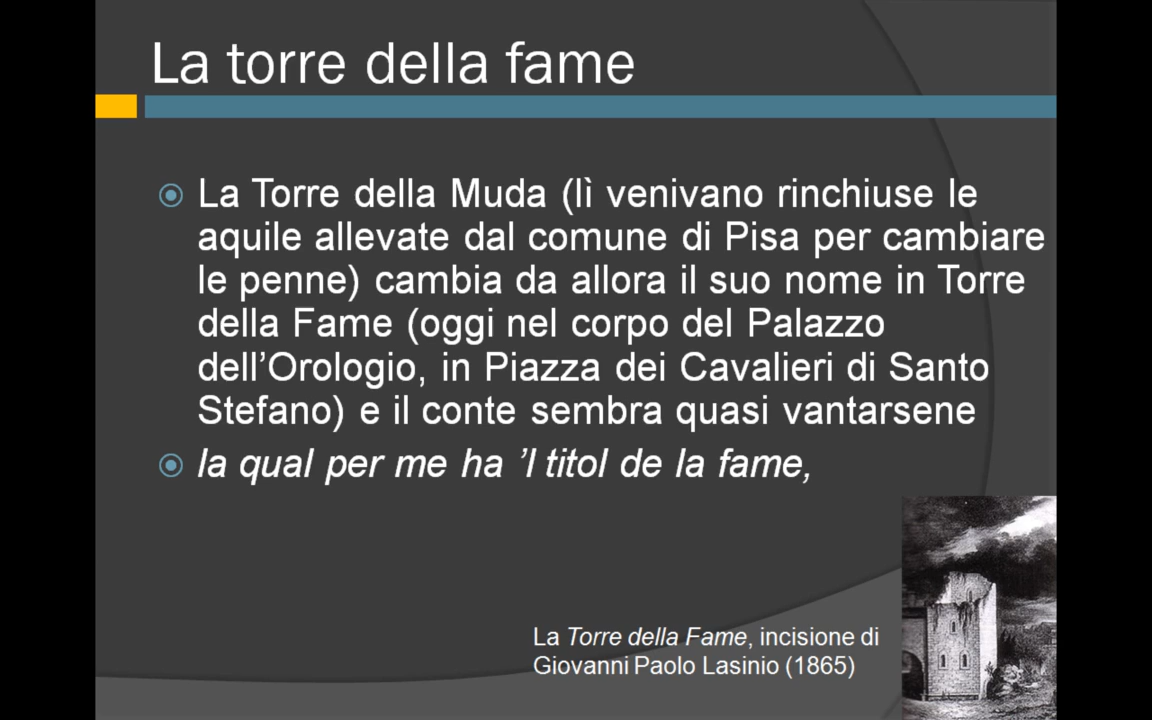 La torre della fame
La Torre della Muda (lì venivano rinchiuse le
aquile allevate dal comune di Pisa per cambiare
le penne) cambia da allora il suo nome in Torre
della Fame (oggi nel corpo del Palazzo
dell’Orologio, in Piazza dei Cavalieri di Santo
Stefano) e il conte sembra quasi vantarsene
la qual per me ha ’l titol de la fame,
La Torre della Fame, incisione di
Giovanni Paolo Lasinio (1865)